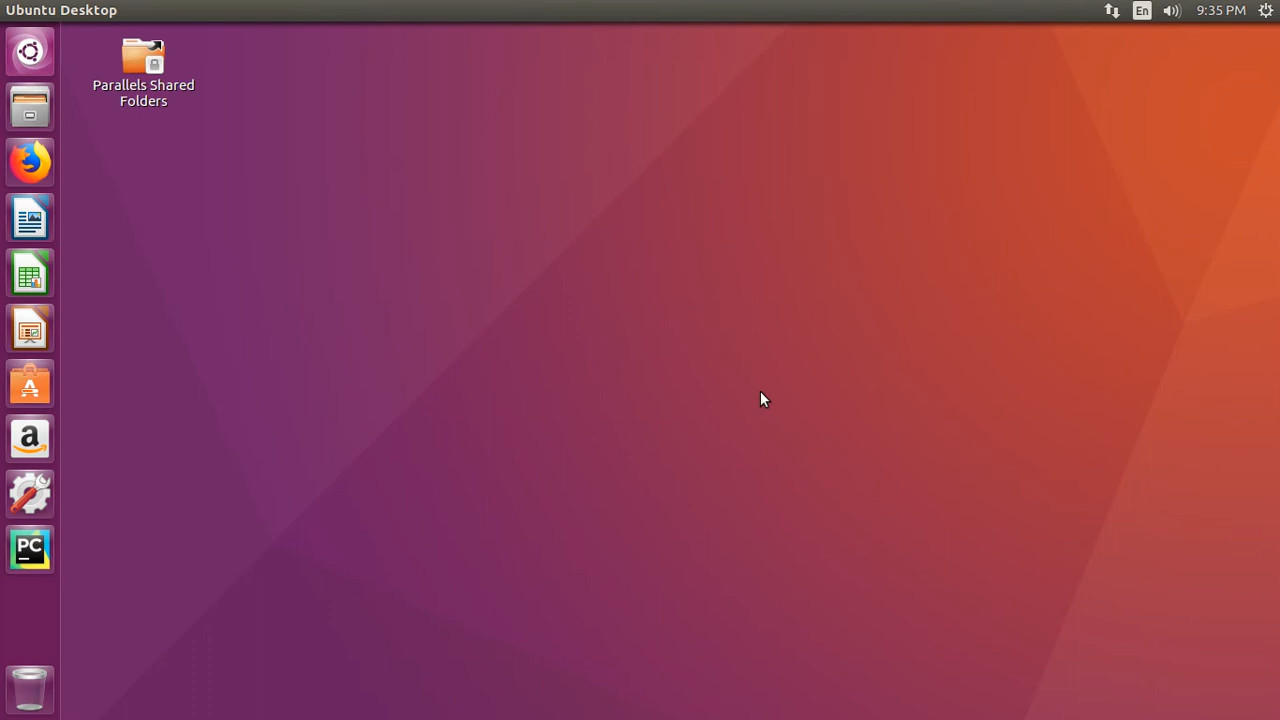 Ubuntu Desktop
En
9:35 PM
Parallels Shared
Folders
A
a
PC